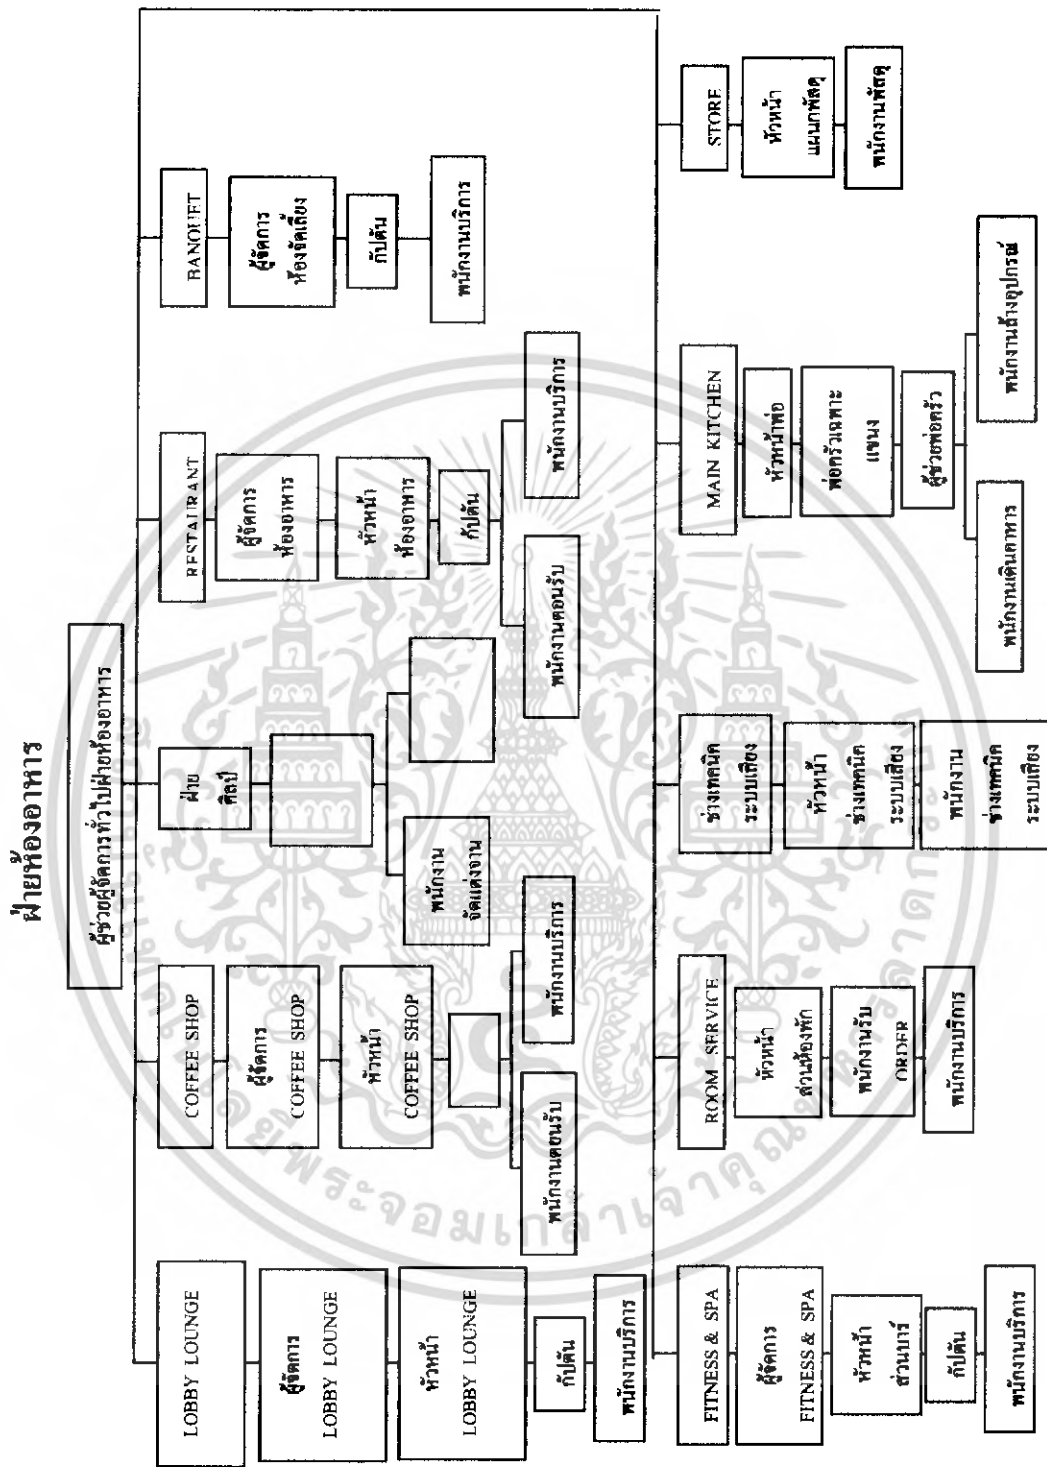 ฝ่ายห้องอาหาร
ผู้ช่วยผู้จัดการทั่วไปฝ่ายห้องอาหาร
LOBBY LOUNGE
ผู้จัดการ
LOBBY LOUNGE
หัวหน้า
LOBBY LOUNGE
กัปตัน
พนักงานบริการ
COFFEE SHOP
ผู้จัดการ
COFFEE SHOP
หัวหน้า
COFFEE SHOP
พนักงานตอนรับ
พนักงานบริการ
ฝ่าย
ศิลป์
พนักงาน
จัดแต่งจาน
RESTAURANT
ผู้จัดการ
ห้องอาหาร
หัวหน้า
ห้องอาหาร
กัปตัน
พนักงานตอนรับ
พนักงานบริการ
BANQUET
ผู้จัดการ
ห้องจัดเลี้ยง
กัปตัน
พนักงานบริการ
FITNESS & SPA
ผู้จัดการ
FITNESS & SPA
หัวหน้า
ส่วนบาร์
กัปตัน
พนักงานบริการ
ROOM SERVICE
หัวหน้า
ส่วนห้องพัก
พนักงานรับ
ORDER
พนักงานบริการ
ช่างเทคนิค
ระบบเสียง
หัวหน้า
ช่างเทคนิค
ระบบเสียง
พนักงาน
ช่างเทคนิค
ระบบเสียง
MAIN KITCHEN
หัวหน้าพ่อ
พ่อครัวเฉพาะ
แขนง
ผู้ช่วยพ่อครัว
พนักงานเดินอาหาร
พนักงานล้างอุปกรณ์
STORE
หัวหน้า
แผนกพัสดุ
พนักงานพัสดุ